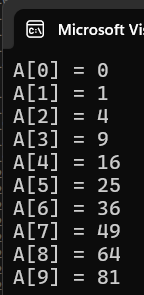 Microsoft Vis
A[0] = 0
A[1] = 1
A[2] = 4
A[3] = 9
A[4] = 16
A[5] = 25
A[6] = 36
A[7] = 49
A[8] = 64
A[9] = 81